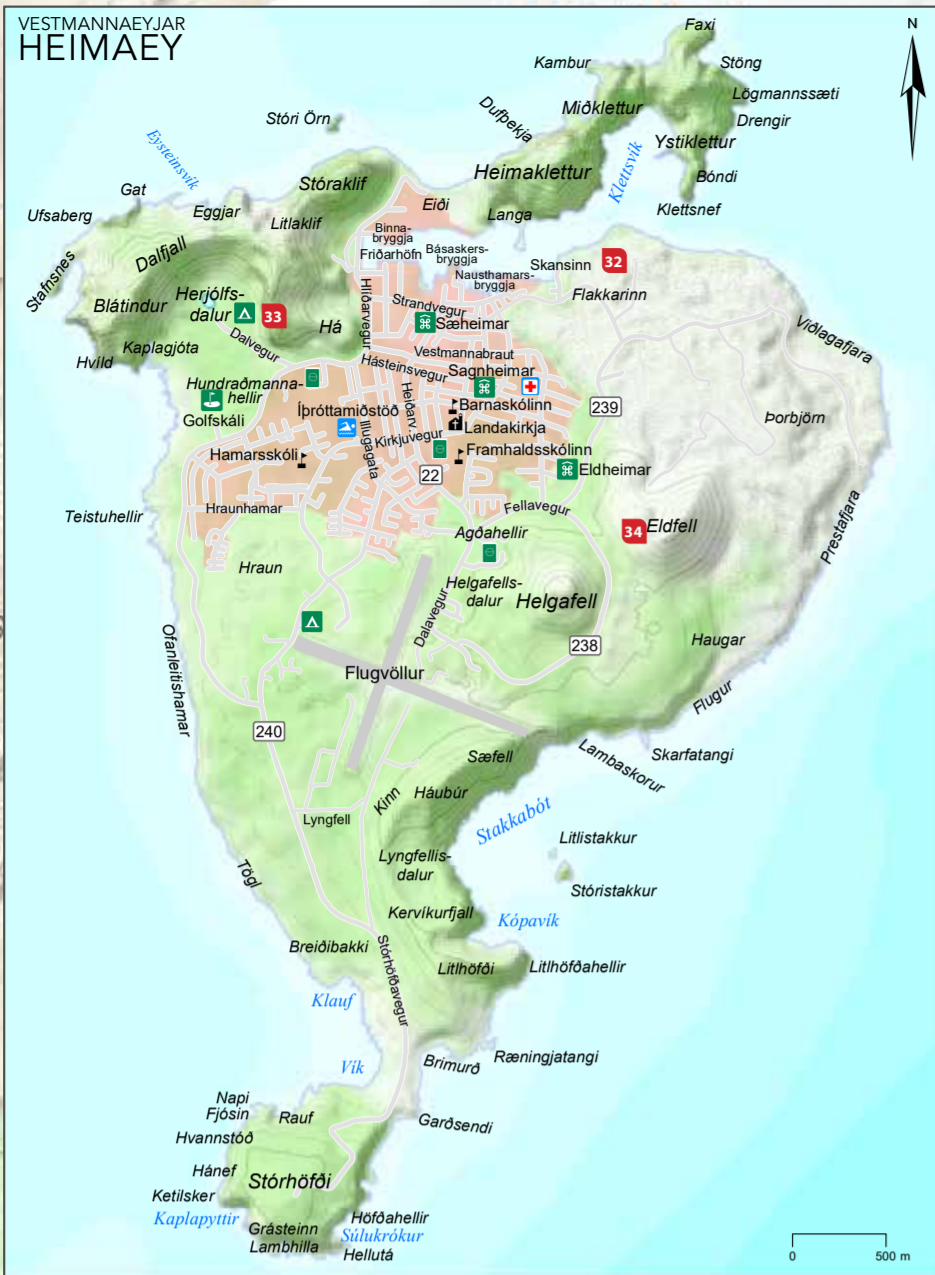 VESTMANNAEYJAR
HEIMAEY
N
Faxi
Kambur
Stöng
Lögmannssæti
Miðklettur
Drengir
Dufþekja
Stóri Örn
Ystiklettur
Eysteinsvík
Heimaklettur
Klettsvík
Bóndi
Stóraklif
Gat
Eiði
Klettsnef
Ufsaberg
Eggjar
Litlaklif
Langa
Binna-
bryggja
Básaskers-
bryggja
Dalfjall
Friðarhöfn
Skansinn
32
Stafnsnes
Nausthamars-
bryggja
Flakkarinn
Blátindur
Herjólfs-
dalur
33
Hlíðarvegur
Strandvegur
Sæheimar
Há
Víðlagafjara
Kaplagjóta
Dalvegur
Vestmannabraut
Hvíld
Hásteinsvegur
Sagnheimar
Hundraðmanna-
hellir
Heiðarv.
Barnaskólinn
239
Golfskáli
Íþróttamiðstöð
Illugagata
Landakirkja
Þorbjörn
Kirkjuvegur
Hamarsskóli
Framhaldsskólinn
22
Eldheimar
Fellavegur
Teistuhellir
Hraunhamar
34
Eldfell
Prestafjara
Agðahellir
Hraun
Helgafells-
dalur
Helgafell
Dalavegur
Ofanleitishamar
238
Haugar
Flugvöllur
Flugur
240
Sæfell
Lambaskorur
Skarfatangi
Háubúr
Kinn
Lyngfell
Stakkabót
Litlistakkur
Lyngfellis-
dalur
Tögl
Stóristakkur
Kervíkurfjall
Kópavík
Breiðibakki
Stórhöfðavegur
Litlhöfði
Litlhöfðahellir
Klauf
Vík
Brimurð
Ræningjatangi
Napi
Fjósin
Rauf
Garðsendi
Hvannstóð
Hánef
Stórhöfði
Ketilsker
Kaplapyttir
Höfðahellir
Grásteinn
Súlukrókur
Lambhilla
Hellutá
0
500 m